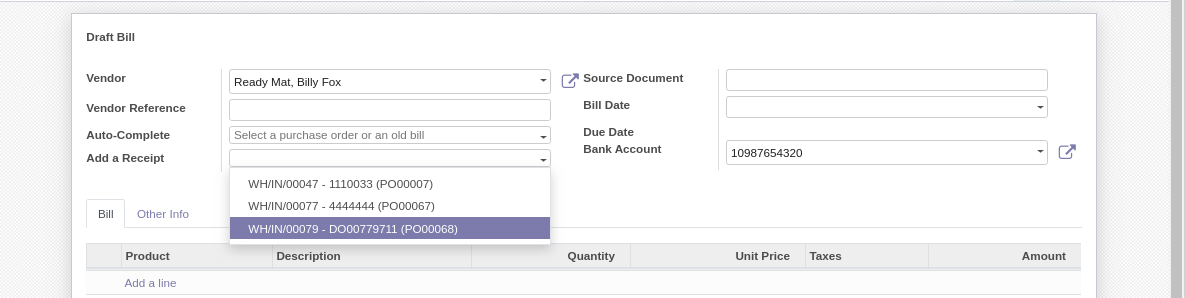 Draft Bill
Vendor
Ready Mat, Billy Fox
Source Document
Vendor Reference
Bill Date
Auto-Complete
Select a purchase order or an old bill
Due Date
Add a Receipt
Bank Account
10987654320
WH/IN/00047 - 1110033 (PO00007)
WH/IN/00077 - 4444444 (PO00067)
WH/IN/00079 - DO00779711 (PO00068)
Bill
Other Info
Product Description Quantity Unit Price Taxes Amount
Add a line